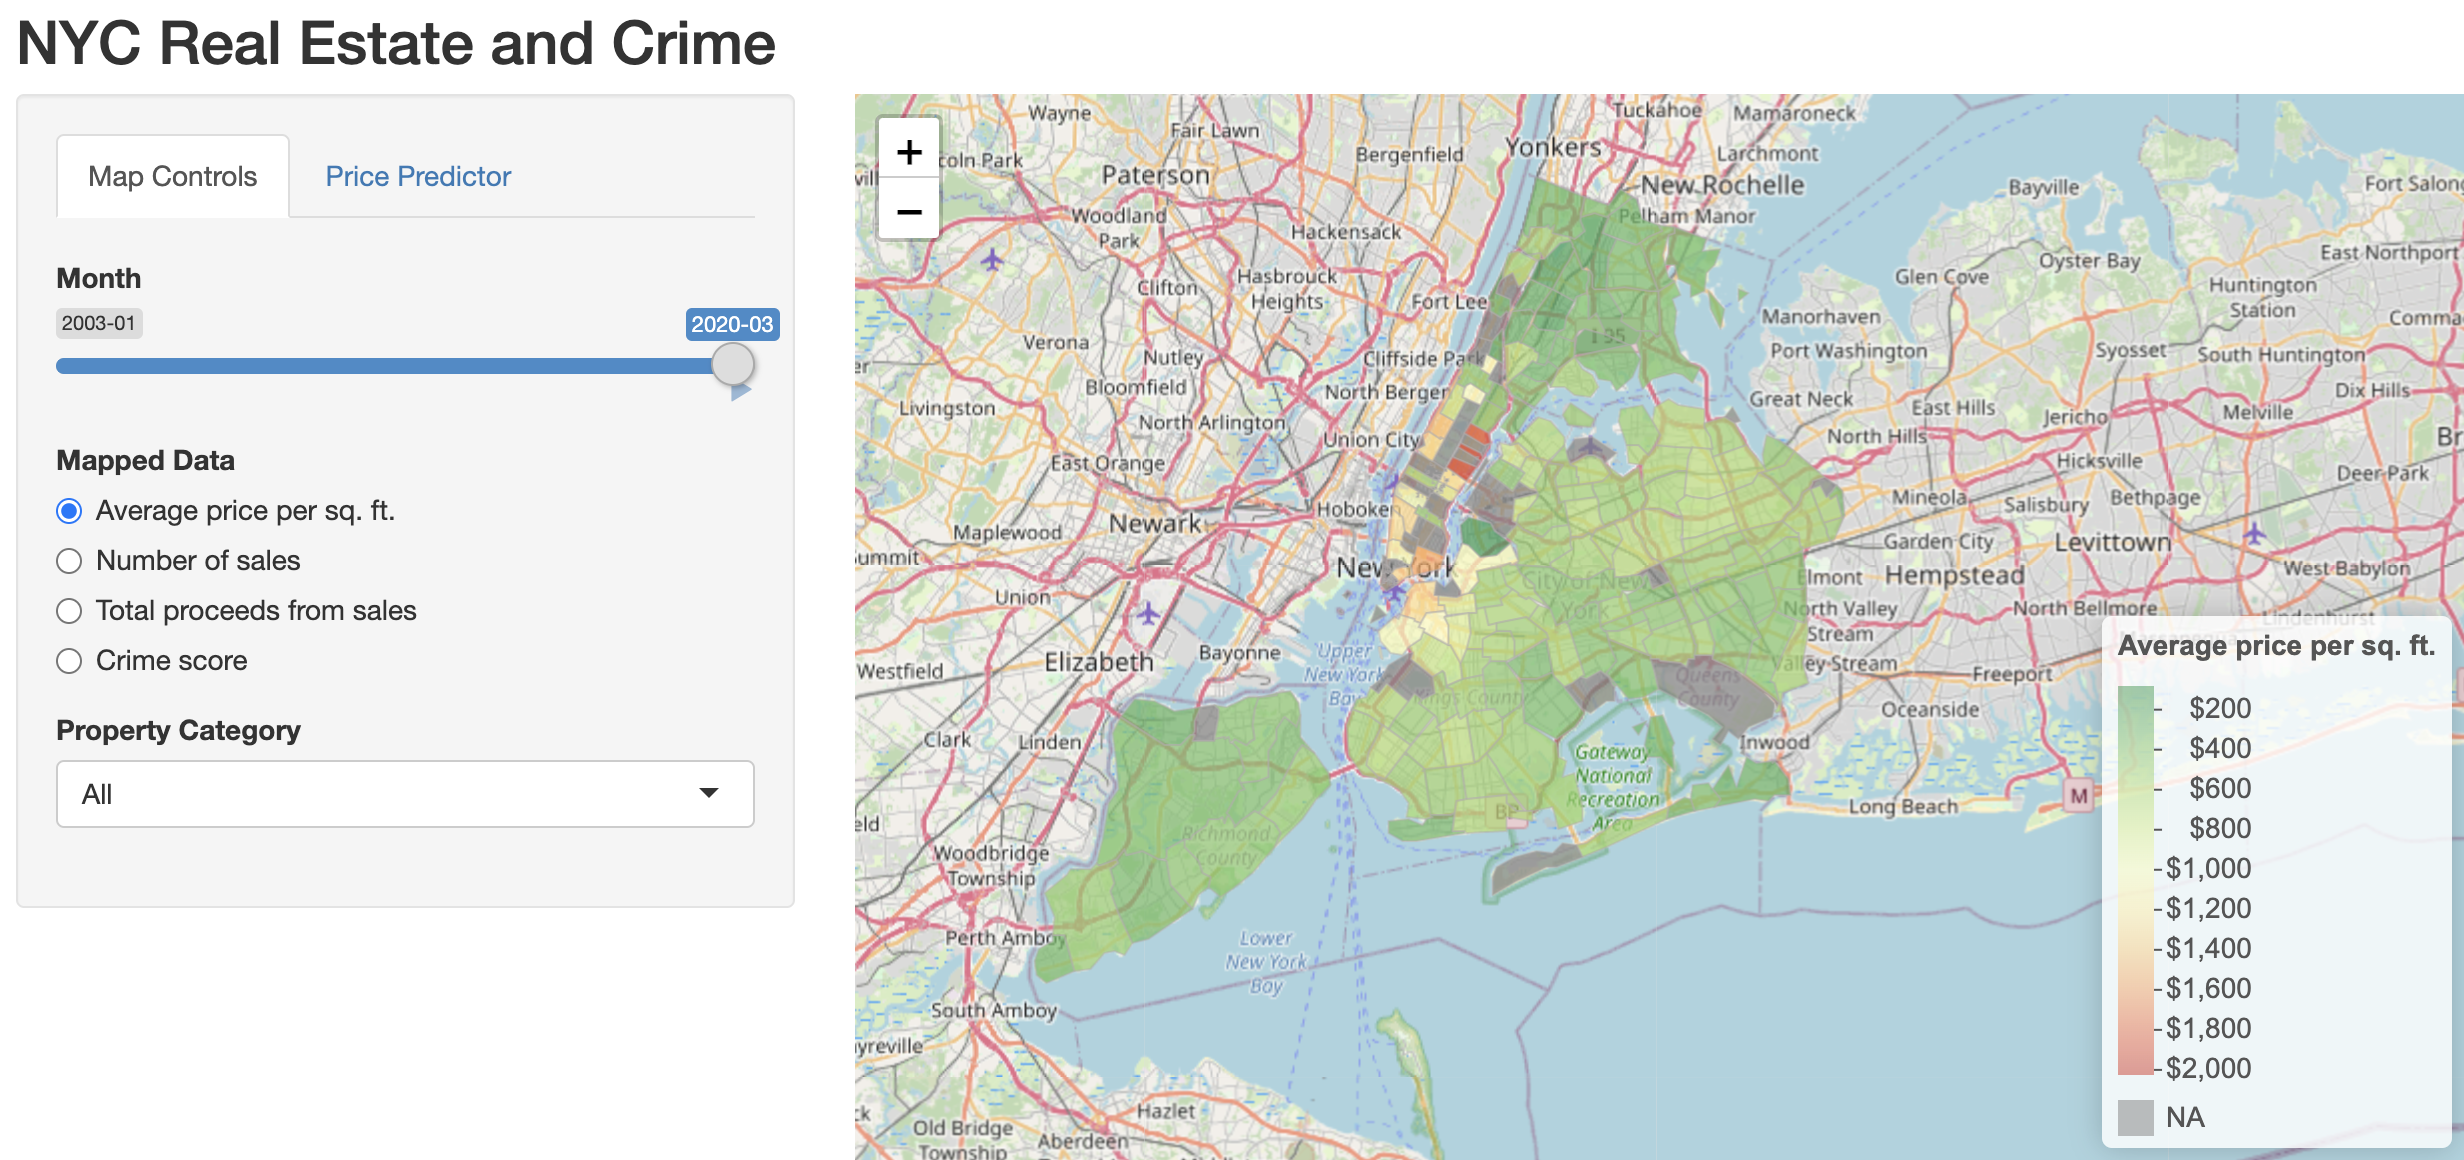 NYC Real Estate and Crime
Map Controls
Price Predictor
Month
2003-01
2020-03
Mapped Data
Average price per sq. ft.
Number of sales
Total proceeds from sales
Crime score
Property Category
All
+
−
Wayne
Fair Lawn
Bergenfield
Yonkers
Tuckahoe
Mamaroneck
Larchmont
coln Park
Paterson
New Rochelle
Pelham Manor
Bayville
Woodland
Park
Hackensack
Oyster Bay
East Northport
Glen Cove
Clifton
Hasbrouck
Heights
Fort Lee
Huntington
Station
Manorhaven
Comma
Verona
Nutley
Cliffside Park
I 95
Port Washington
Syosset
South Huntington
Bloomfield
North Berger
Great Neck
Dix Hills
Livingston
North Arlington
Union City
East Hills
Jericho
Melville
North Hills
East Orange
Hicksville
Deer Park
Newark
Hoboke
Mineola
Salisbury
Bethpage
Maplewood
Garden City
Levittown
ummit
New York
City of New
York
Elmont
Hempstead
West Babylon
Union
North Valley
Stream
North Bellmore
Lindenhurst
Elizabeth
Bayonne
Upper
New York
Bay
Valley Stream
Freeport
Westfield
Kings County
Queens
County
Oceanside
Clark
Linden
Inwood
Gateway
National
Recreation
Area
BP
M
Long Beach
eld
Richmond
County
Woodbridge
Township
Perth Amboy
Lower
New York
Bay
South Amboy
yreville
Hazlet
Old Bridge
Township
Aberdeen
Average price per sq. ft.
$200
$400
$600
$800
$1,000
$1,200
$1,400
$1,600
$1,800
$2,000
NA